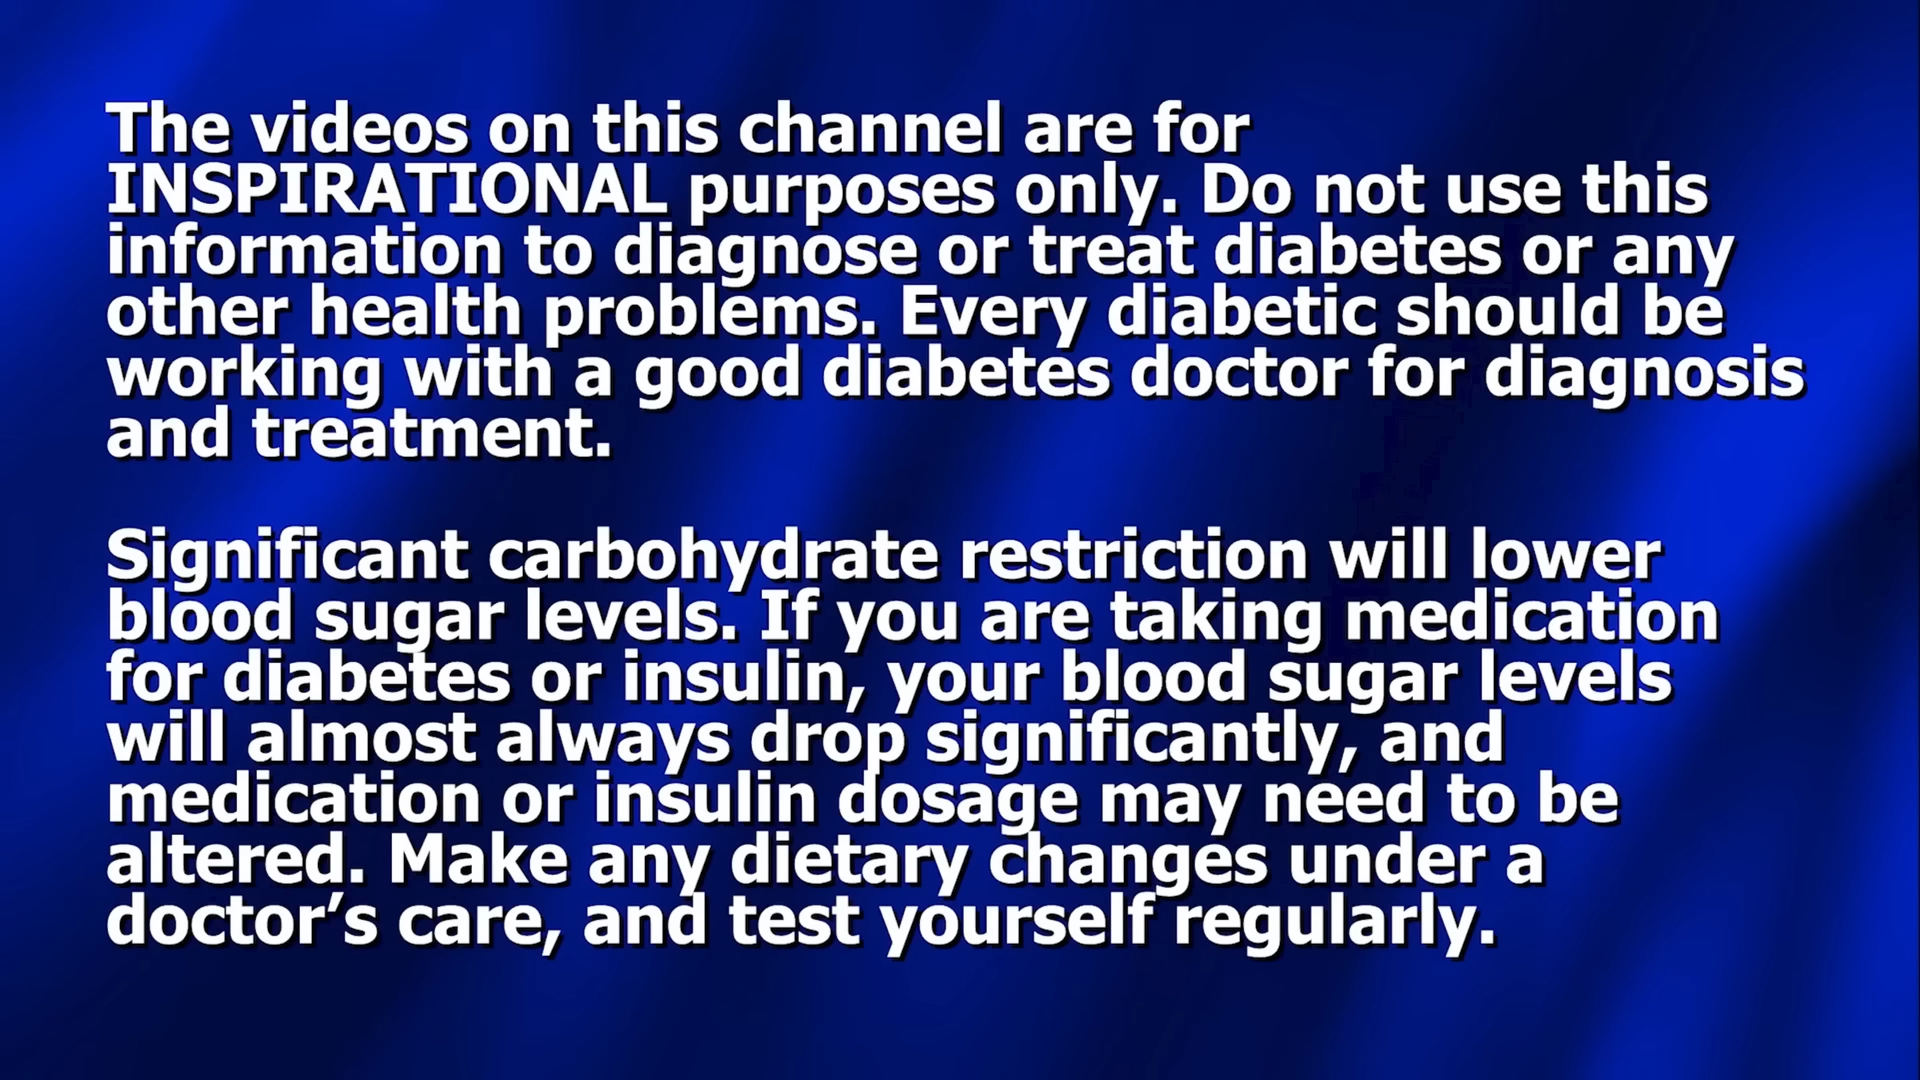 The videos on this channel are for
INSPIRATIONAL purposes only. Do not use this
information to diagnose or treat diabetes or any
other health problems. Every diabetic should be
working with a good diabetes doctor for diagnosis
and treatment.
Significant carbohydrate restriction will lower
blood sugar levels. If you are taking medication
for diabetes or insulin, your blood sugar levels
will almost always drop significantly, and
medication or insulin dosage may need to be
altered. Make any dietary changes under a
doctor’s care, and test yourself regularly.